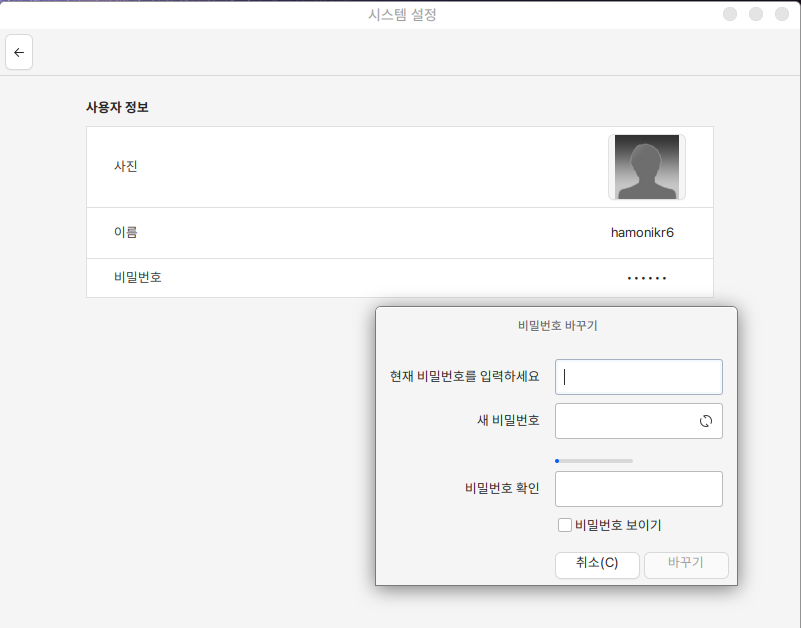 시스템 설정
사용자 정보
사진
이름 hamonikr6
비밀번호 ••••••
비밀번호 바꾸기
현재 비밀번호를 입력하세요
새 비밀번호
비밀번호 확인
비밀번호 보이기
취소(C) 바꾸기